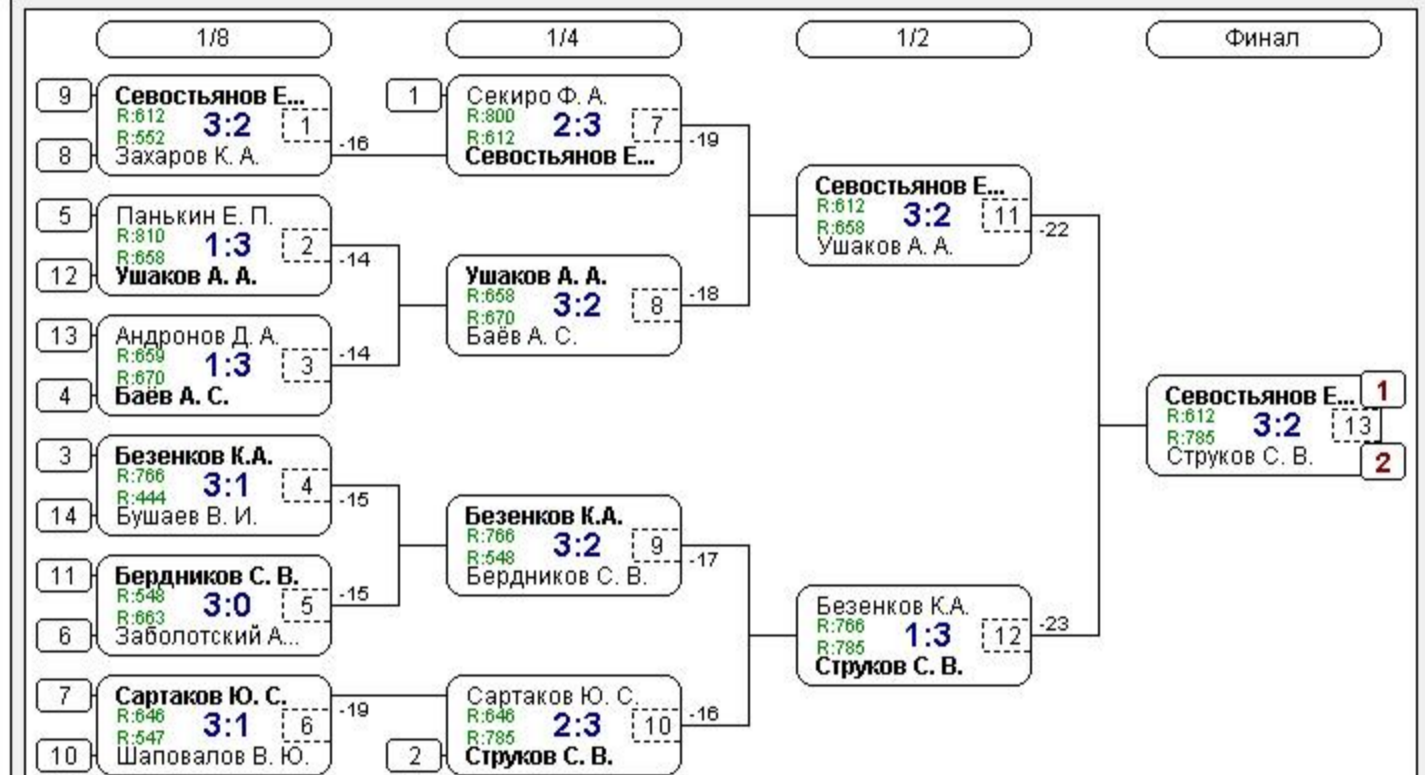 1/8
1/4
1/2
Финал
9
Севостьянов Е...
R:612
3:2
1
R:552
8
Захаров К. А.
-16
5
Панькин Е. П.
R:810
1:3
2
R:658
12
Ушаков А. А.
-14
13
Андронов Д. А.
R:659
1:3
3
R:670
4
Баёв А. С.
-14
3
Безенков К.А.
R:766
3:1
4
R:444
14
Бушаев В. И.
-15
11
Бердников С. В.
R:548
3:0
5
R:663
6
Заболотский А...
-15
7
Сартаков Ю. С.
R:646
3:1
6
R:547
10
Шаповалов В. Ю.
-19
1
Секиро Ф. А.
R:800
2:3
7
R:612
Севостьянов Е...
-19
Ушаков А. А.
R:658
3:2
8
R:670
Баёв А. С.
-18
Безенков К.А.
R:766
3:2
9
R:548
Бердников С. В.
-17
Сартаков Ю. С.
R:646
2:3
10
R:785
2
Струков С. В.
-16
Севостьянов Е...
R:612
3:2
11
R:658
Ушаков А. А.
-22
Безенков К.А.
R:766
1:3
12
R:785
Струков С. В.
-23
Севостьянов Е...
1
R:612
3:2
13
R:785
Струков С. В.
2